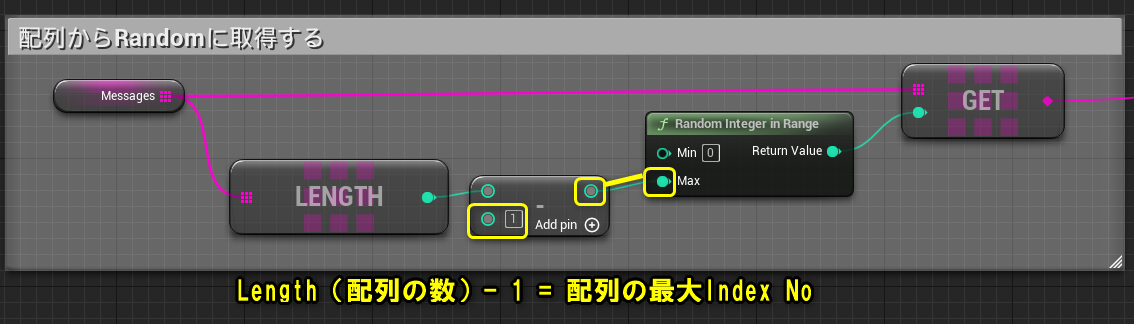 配列からRandomに取得する
Messages
LENGTH
1
-
Add pin
f Random Integer in Range
Min 0
Return Value
Max
GET
Length（配列の数）- 1 = 配列の最大Index No